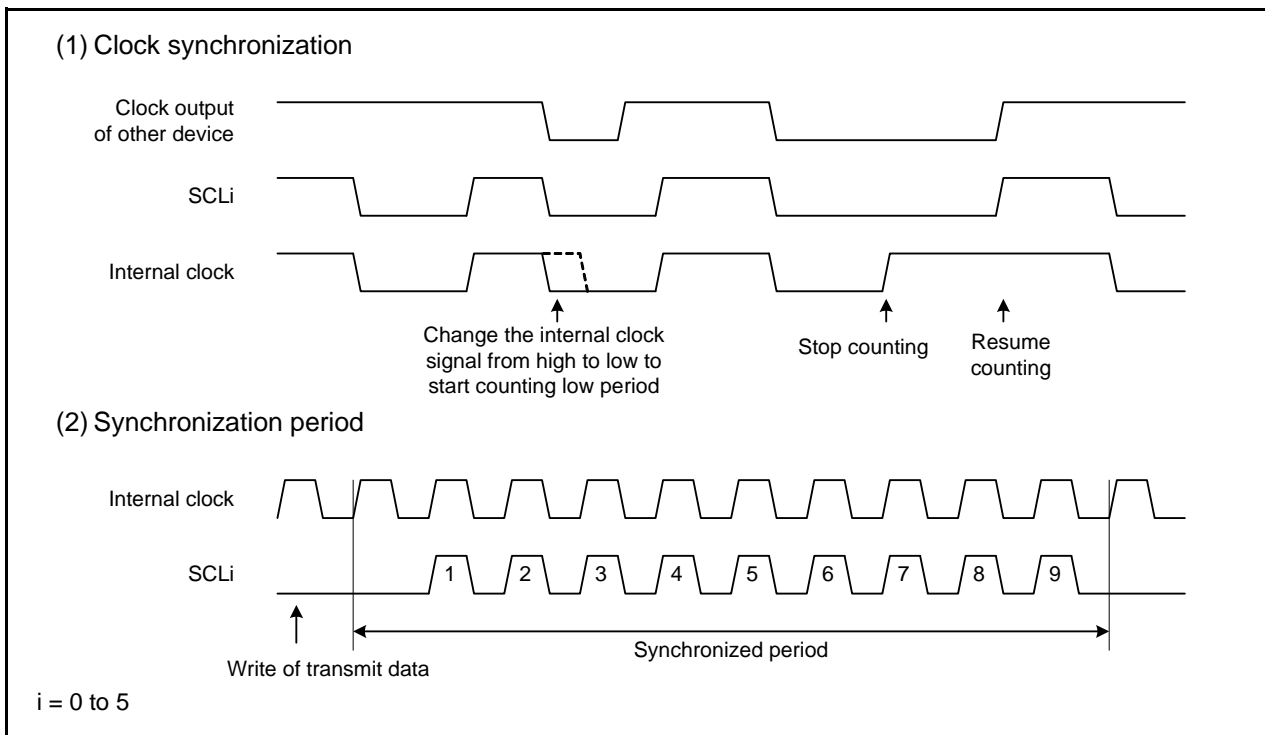 (1) Clock synchronization
Clock output
of other device
SCLi
Internal clock
Change the internal clock
signal from high to low to
start counting low period
Stop counting
Resume
counting
(2) Synchronization period
Internal clock
SCLi
1 2 3 4 5 6 7 8 9
Synchronized period
Write of transmit data
i = 0 to 5